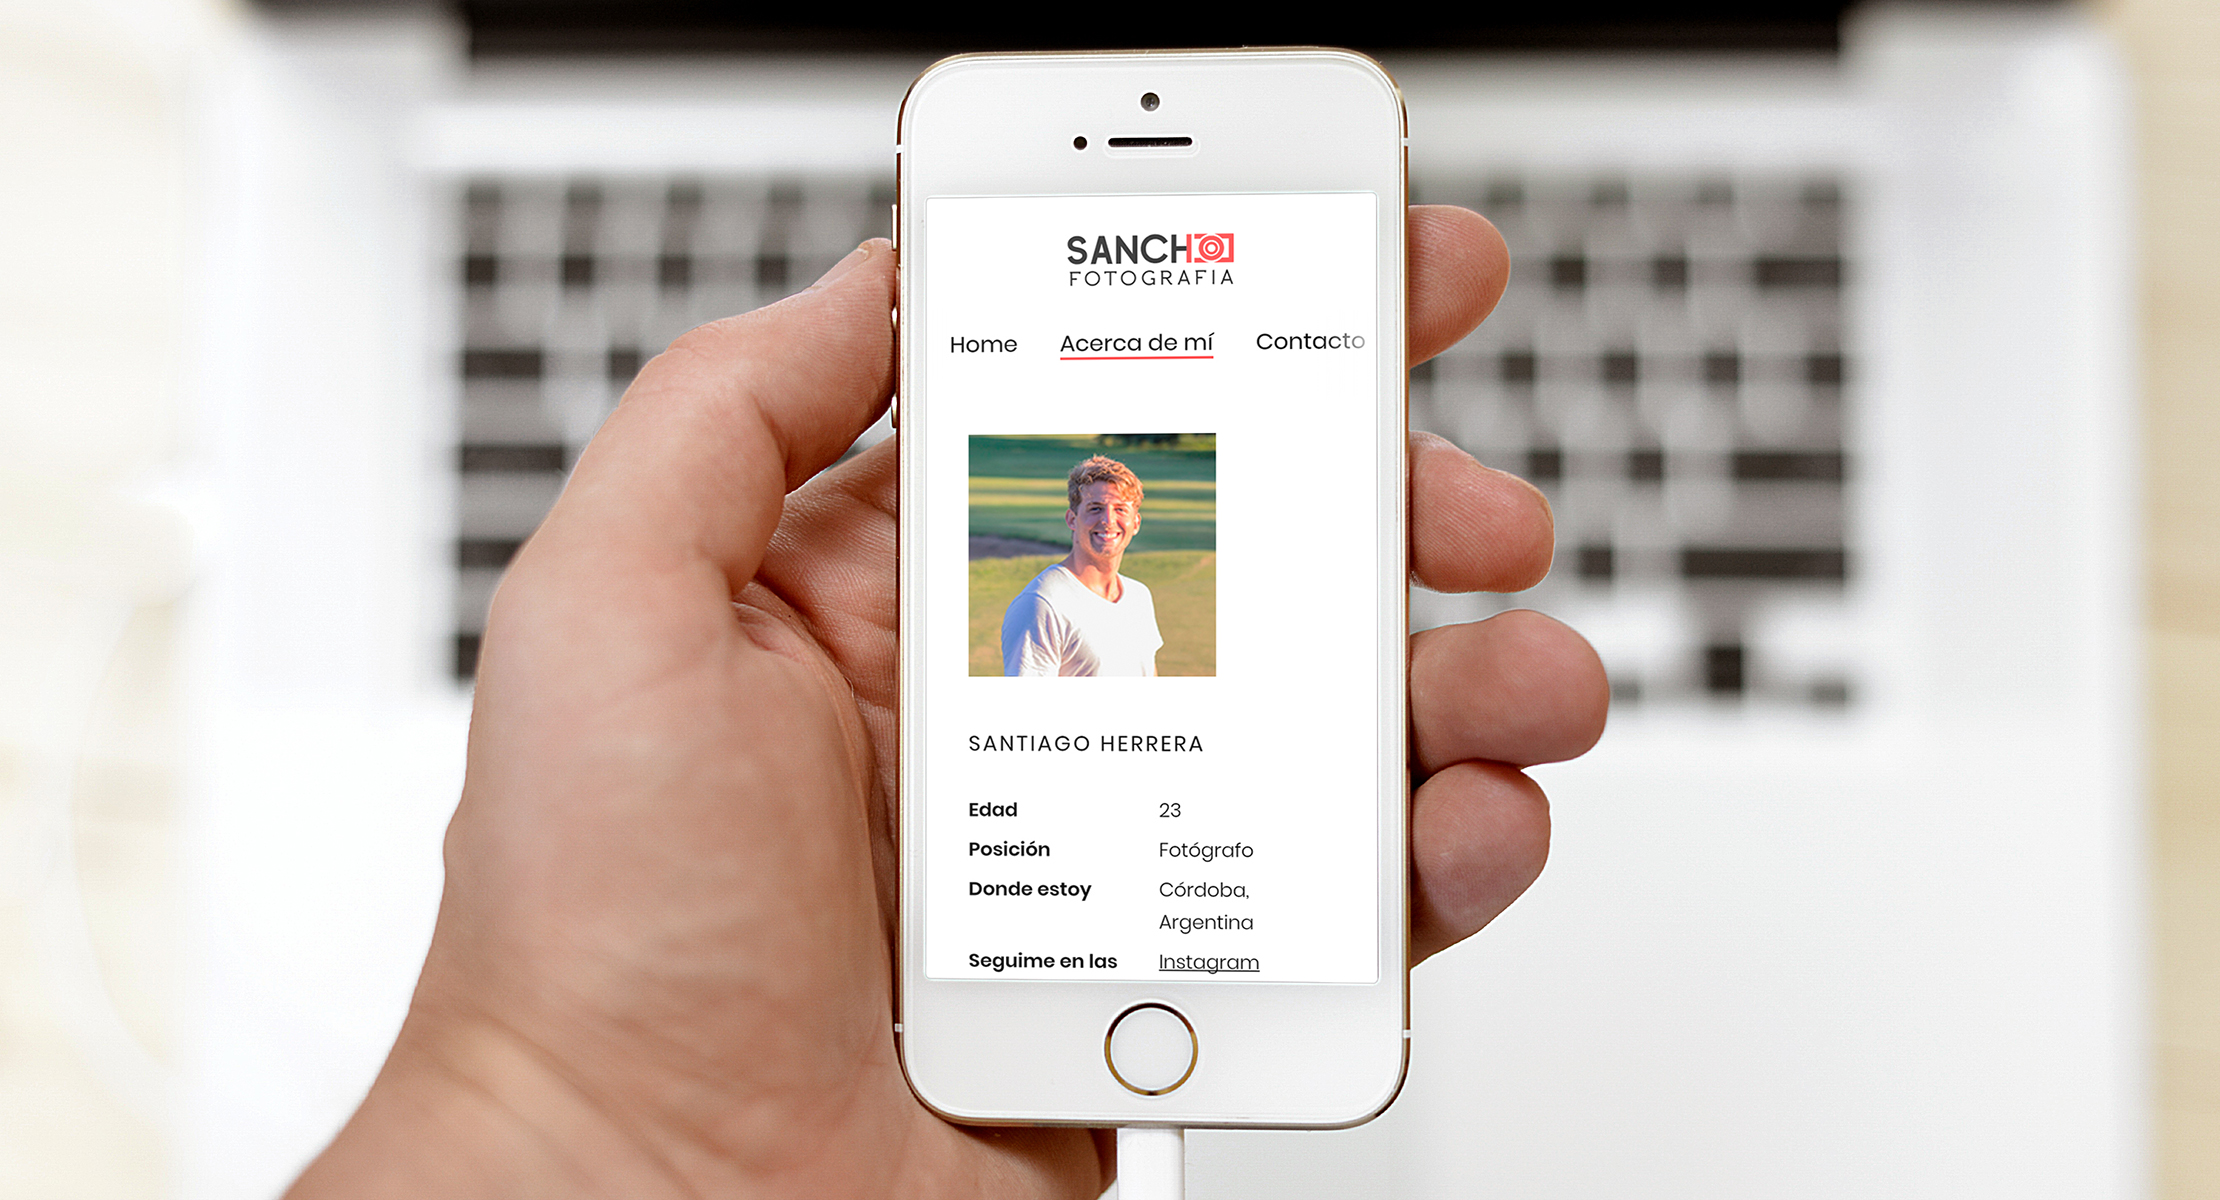 SANCHO
FOTOGRAFIA
Home Acerca de mí Contacto
SANTIAGO HERRERA
Edad 23
Posición Fotógrafo
Donde estoy Córdoba,
Argentina
Seguime en las Instagram